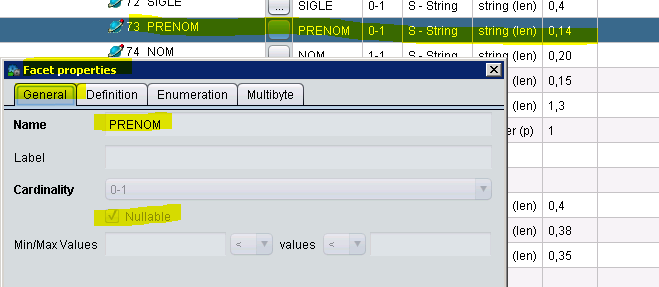 72 SIGLE ... SIGLE 0-1 S - String string (len) 0,4
73 PRENOM PRENOM 0-1 S - String string (len) 0,14
74 NOM NOM 1-1 S - String string (len) 0,20
Facet properties
(len) 0,15
General Definition Enumeration Multibyte
(len) 1,3
Name PRENOM
er (p) 1
Label
Cardinality 0-1
Nullable
(len) 0,4
(len) 0,38
Min/Max Values < values <
(len) 0,35